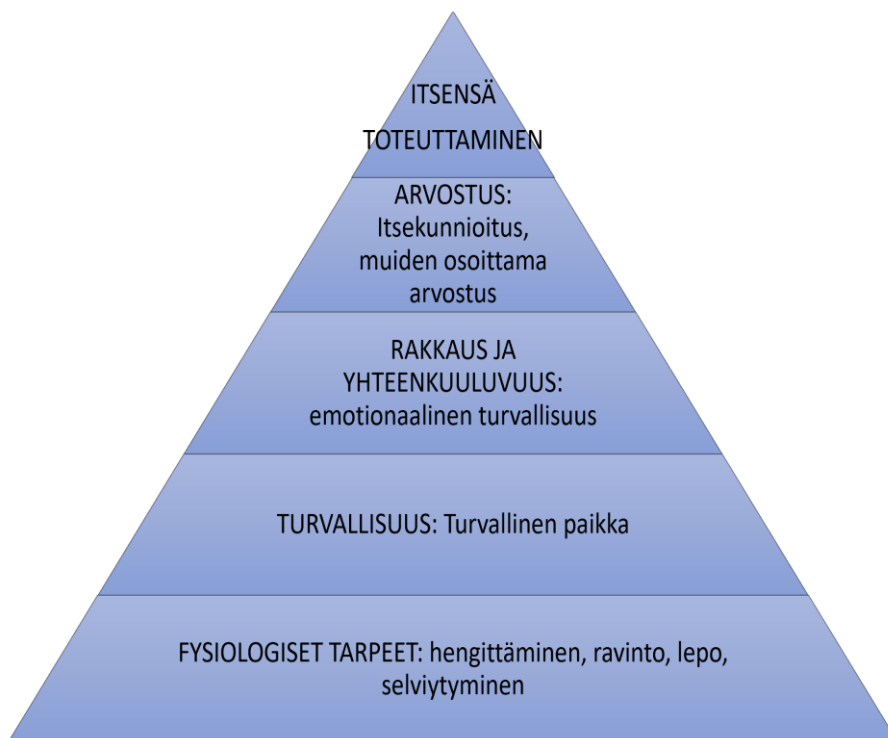 ITSENSÄ
TOTEUTTAMINEN
ARVOSTUS:
Itsekunnioitus,
muiden osoittama
arvostus
RAKKAUS JA
YHTEENKUULUVUUS:
emotionaalinen turvallisuus
TURVALLISUUS: Turvallinen paikka
FYSIOLOGISET TARPEET: hengittäminen, ravinto, lepo,
selviytyminen